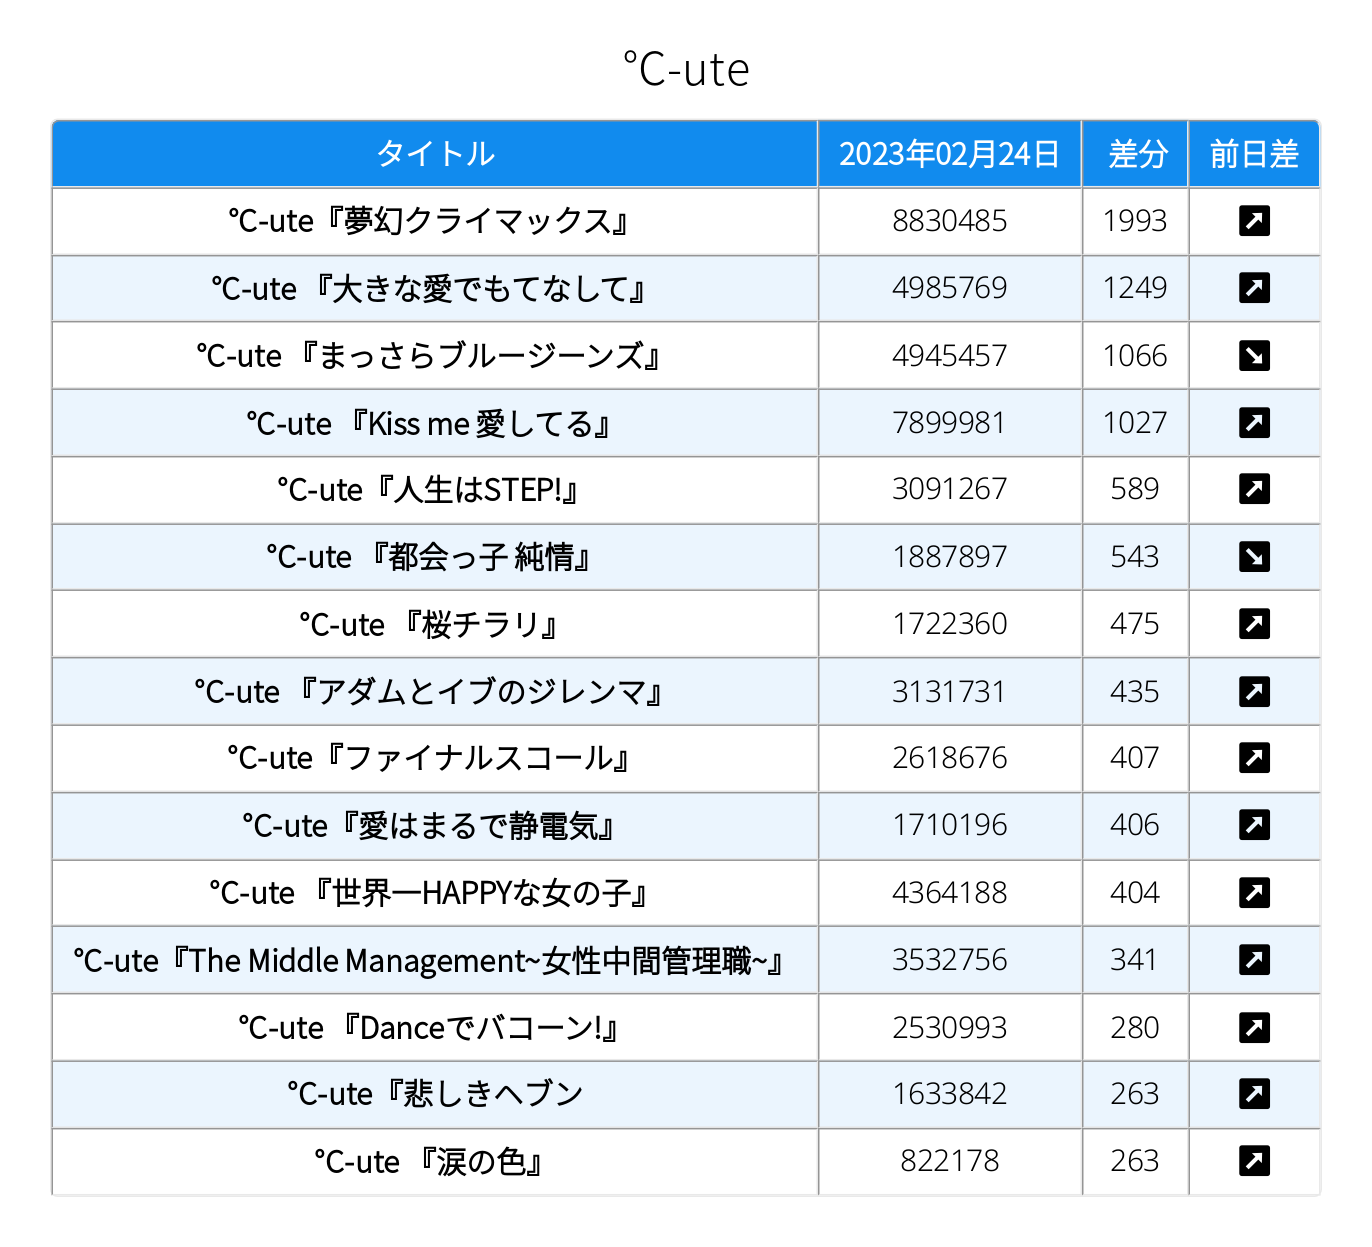 ℃-ute
タイトル 2023年02月24日 差分 前日差
℃-ute『夢幻クライマックス』 8830485 1993
℃-ute 『大きな愛でもてなして』 4985769 1249
℃-ute 『まっさらブルージーンズ』 4945457 1066
℃-ute 『Kiss me 愛してる』 7899981 1027
℃-ute『人生はSTEP!』 3091267 589
℃-ute 『都会っ子 純情』 1887897 543
℃-ute 『桜チラリ』 1722360 475
℃-ute 『アダムとイブのジレンマ』 3131731 435
℃-ute『ファイナルスコール』 2618676 407
℃-ute『愛はまるで静電気』 1710196 406
℃-ute 『世界一HAPPYな女の子』 4364188 404
℃-ute『The Middle Management~女性中間管理職~』 3532756 341
℃-ute 『Danceでバコーン!』 2530993 280
℃-ute『悲しきヘブン 1633842 263
℃-ute 『涙の色』 822178 263